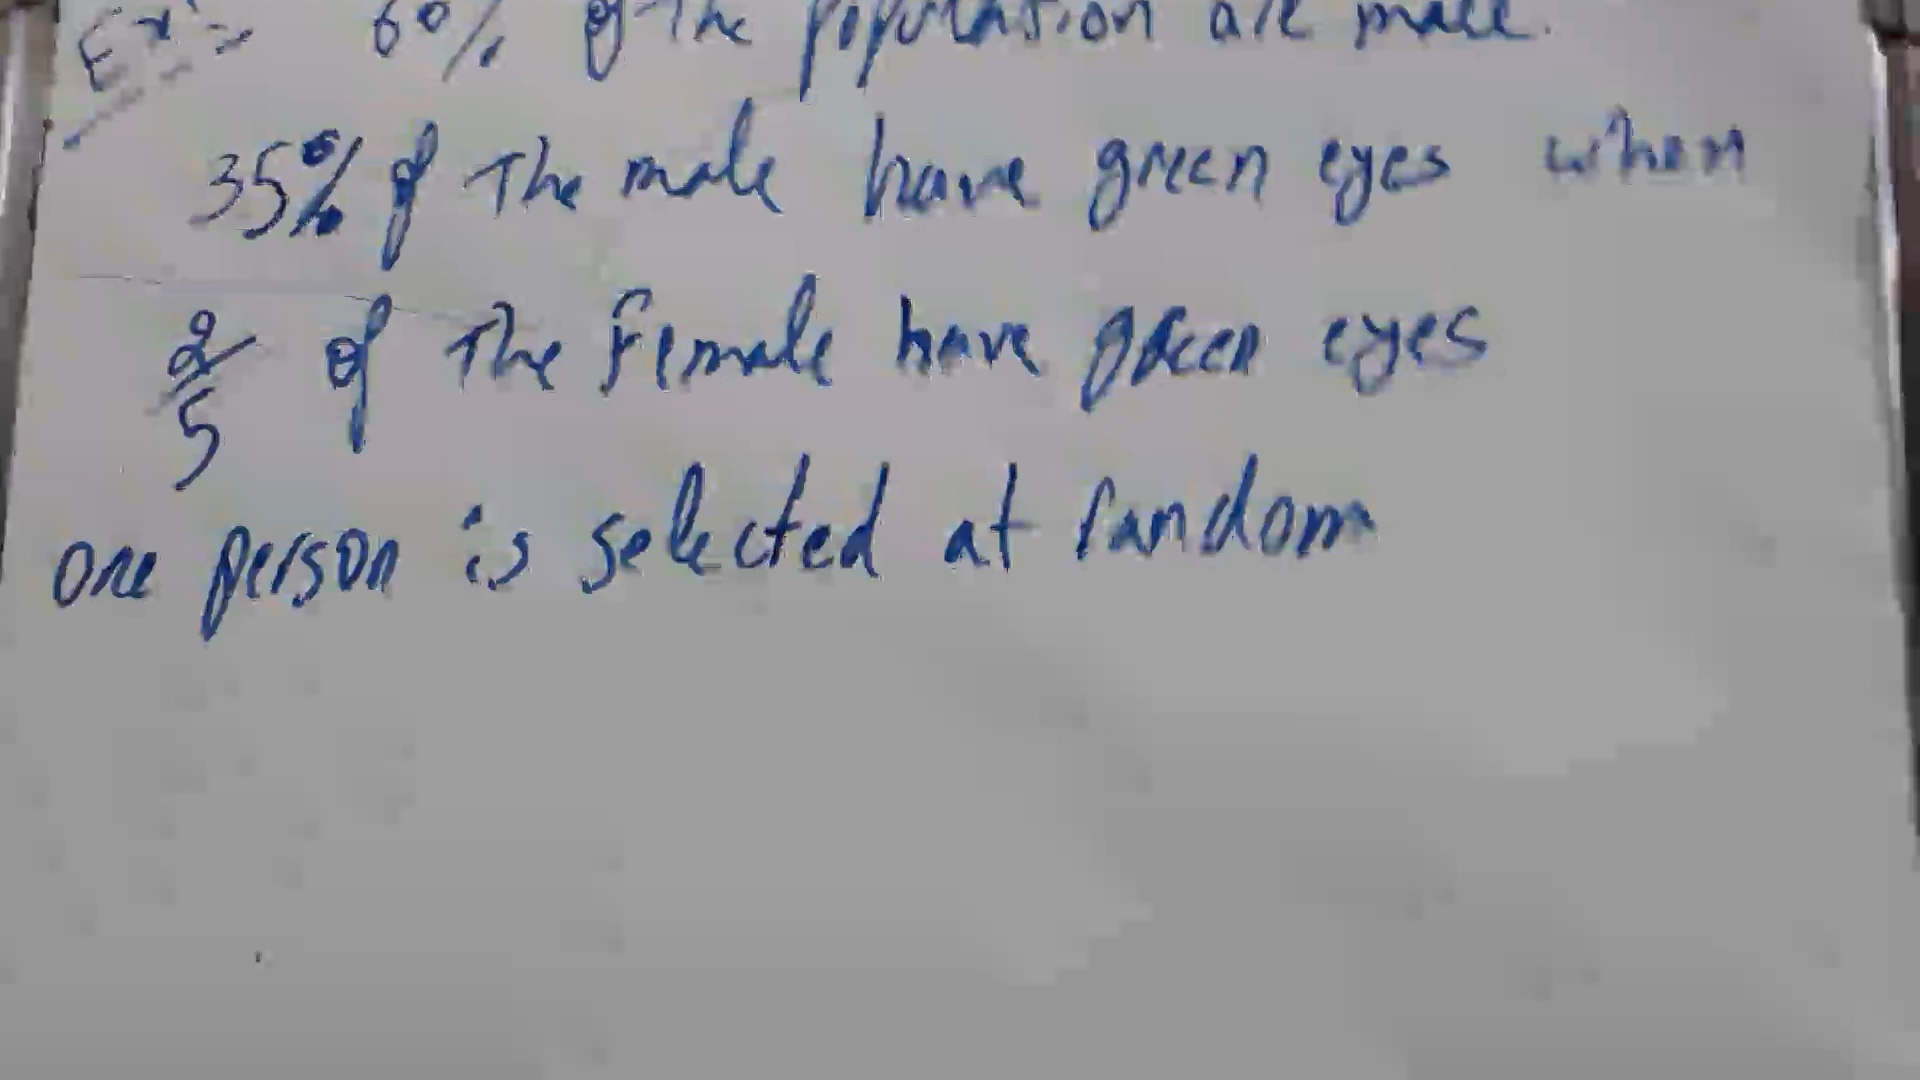 Ex:- 60% of the population are male.
35% of the male have green eyes when
2/5 of the Female have green eyes
one person is selected at random